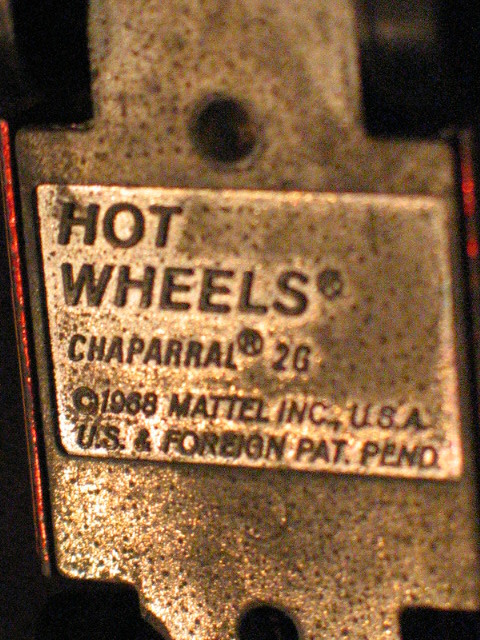 HOT
WHEELS®
CHAPARRAL® 2G
©1968 MATTEL INC., U.S.A.
U.S. & FOREIGN PAT. PEND.